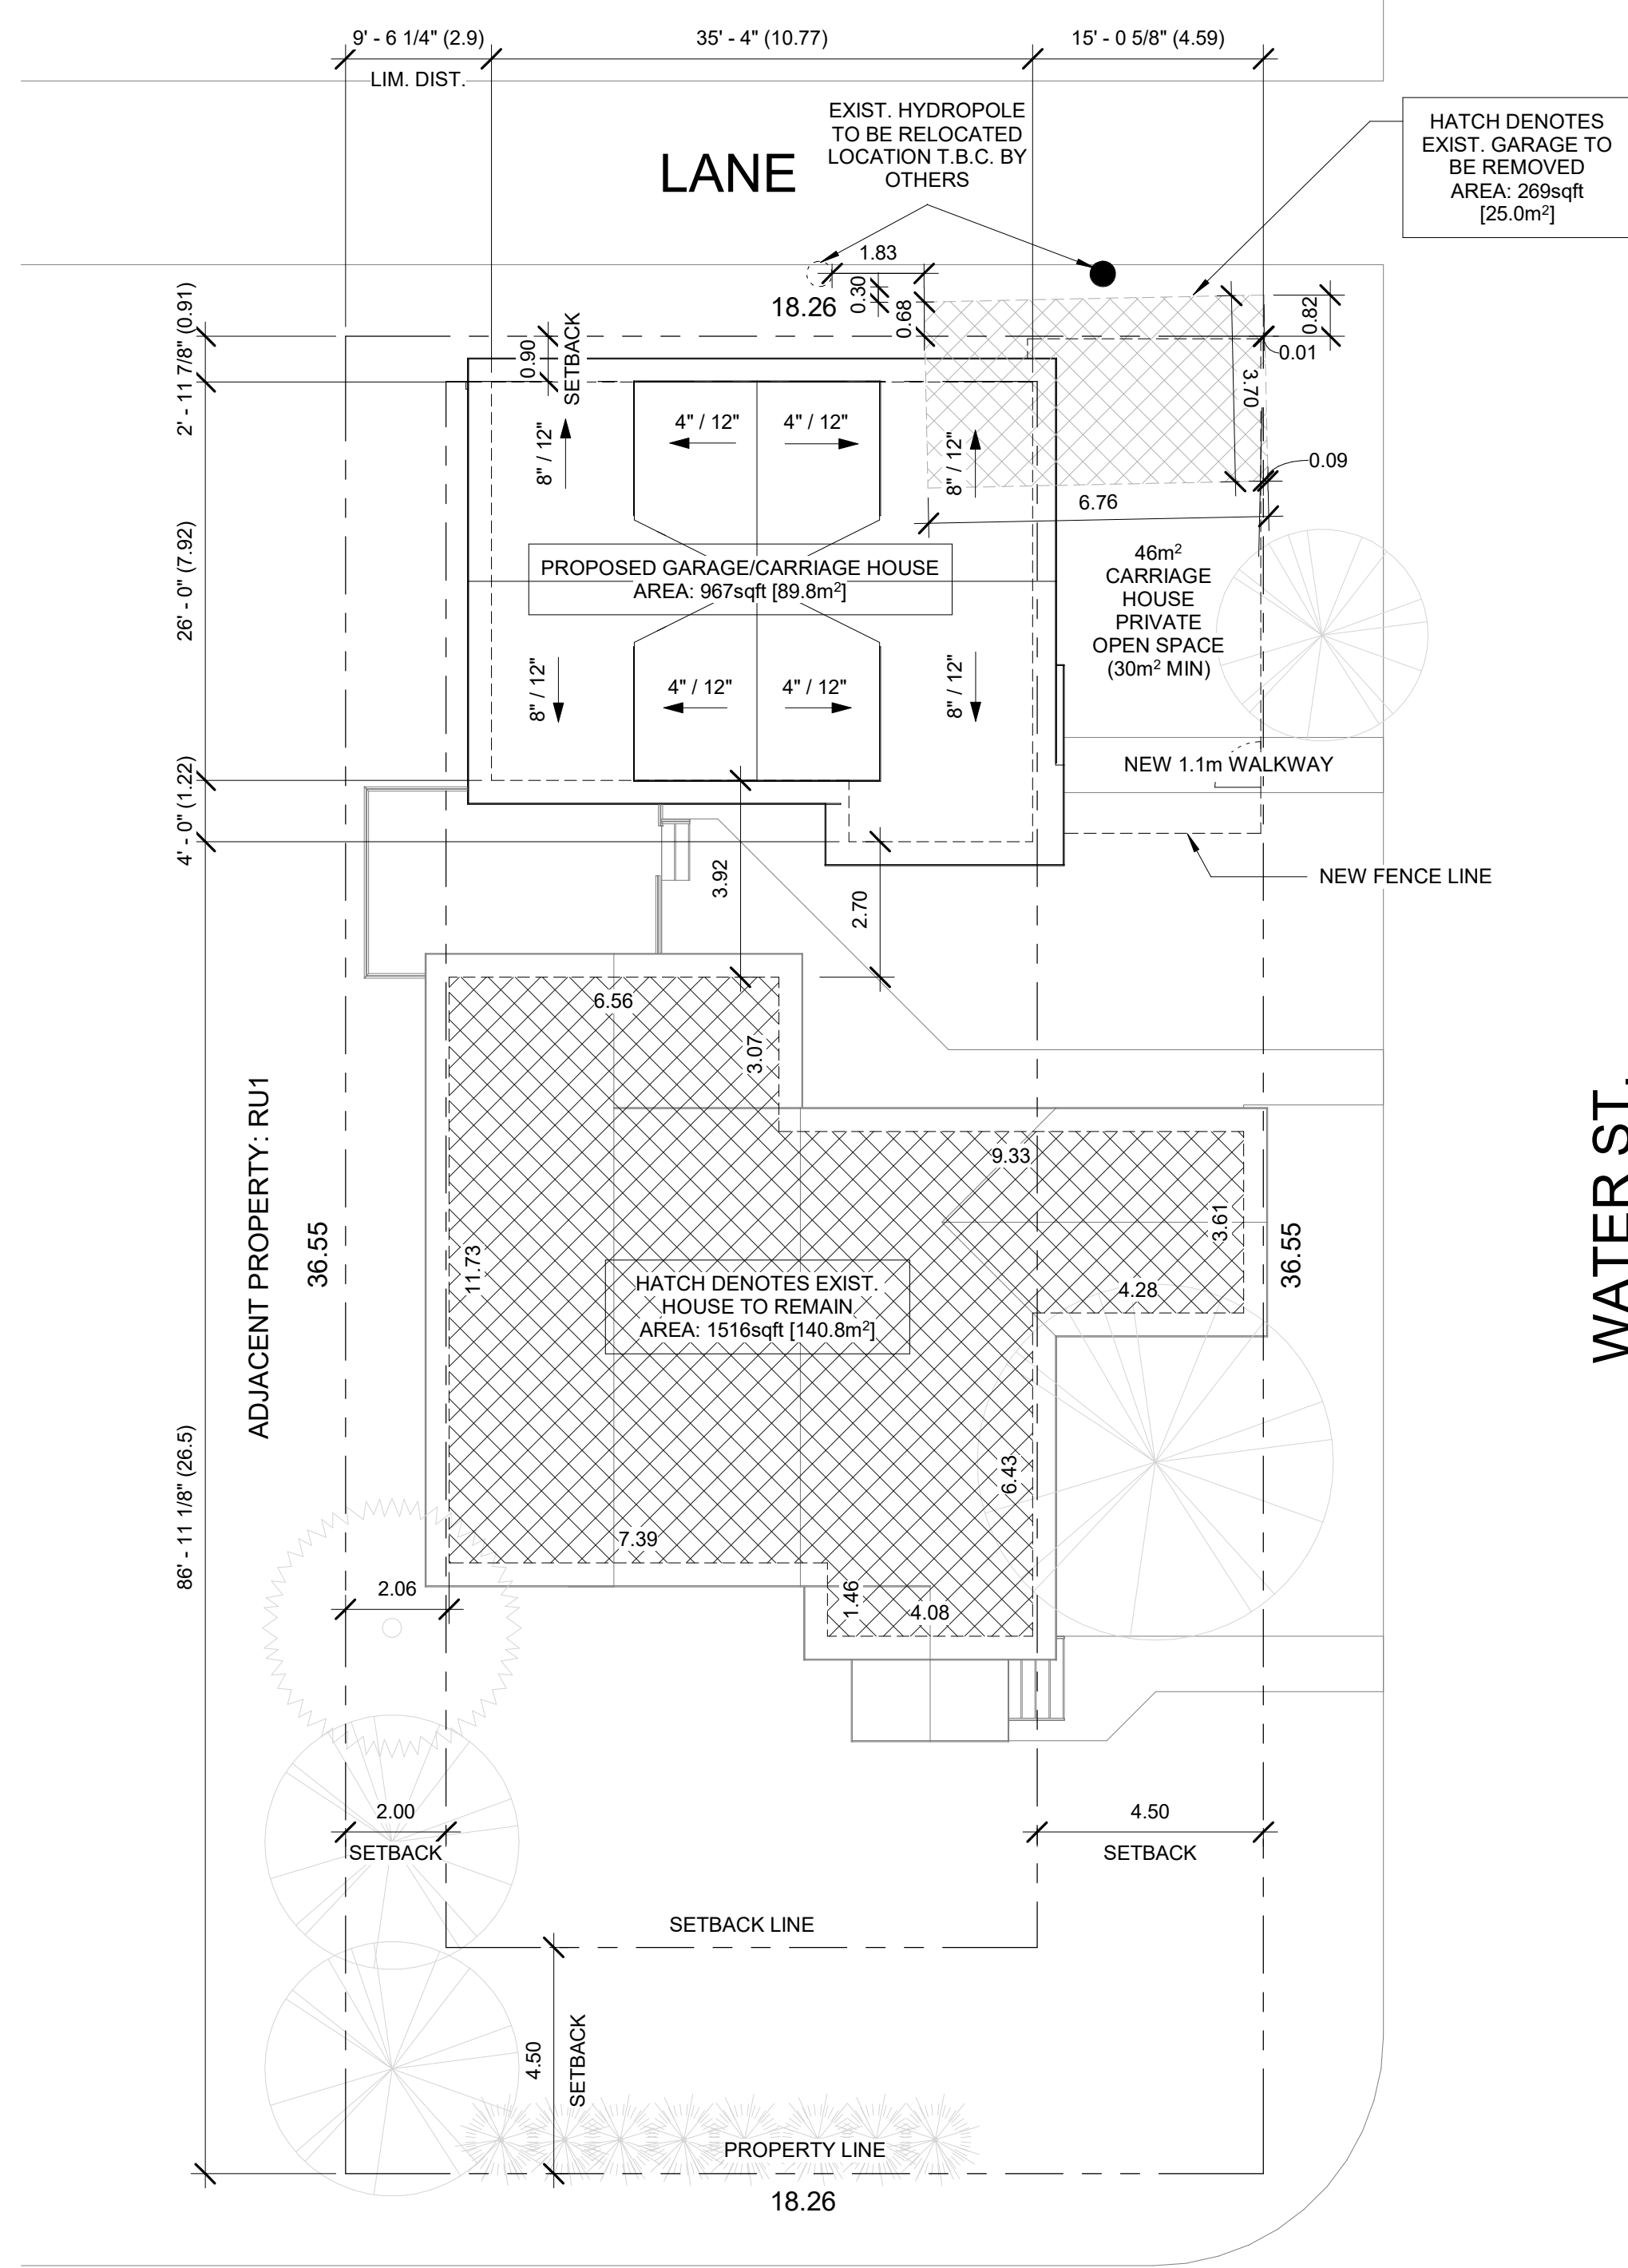 9' - 6 1/4" (2.9)
35' - 4" (10.77)
15' - 0 5/8" (4.59)
LIM. DIST.
EXIST. HYDROPOLE
TO BE RELOCATED
LOCATION T.B.C. BY
OTHERS
LANE
HATCH DENOTES
EXIST. GARAGE TO
BE REMOVED
AREA: 269sqft
[25.0m²]
1.83
0.30
18.26
0.68
0.82
2' - 11 7/8" (0.91)
0.90
SETBACK
0.01
3.70
4" / 12"
4" / 12"
8" / 12"
8" / 12"
0.09
6.76
26' - 0" (7.92)
PROPOSED GARAGE/CARRIAGE HOUSE
AREA: 967sqft [89.8m²]
46m²
CARRIAGE
HOUSE
PRIVATE
OPEN SPACE
(30m² MIN)
8" / 12"
4" / 12"
4" / 12"
8" / 12"
NEW 1.1m WALKWAY
4' - 0" (1.22)
3.92
2.70
NEW FENCE LINE
6.56
3.07
ADJACENT PROPERTY: RU1
9.33
WATER ST.
36.55
11.73
3.61
36.55
4.28
HATCH DENOTES EXIST.
HOUSE TO REMAIN
AREA: 1516sqft [140.8m²]
6.43
86' - 11 1/8" (26.5)
7.39
2.06
1.46
4.08
2.00
SETBACK
4.50
SETBACK
SETBACK LINE
4.50
SETBACK
PROPERTY LINE
18.26